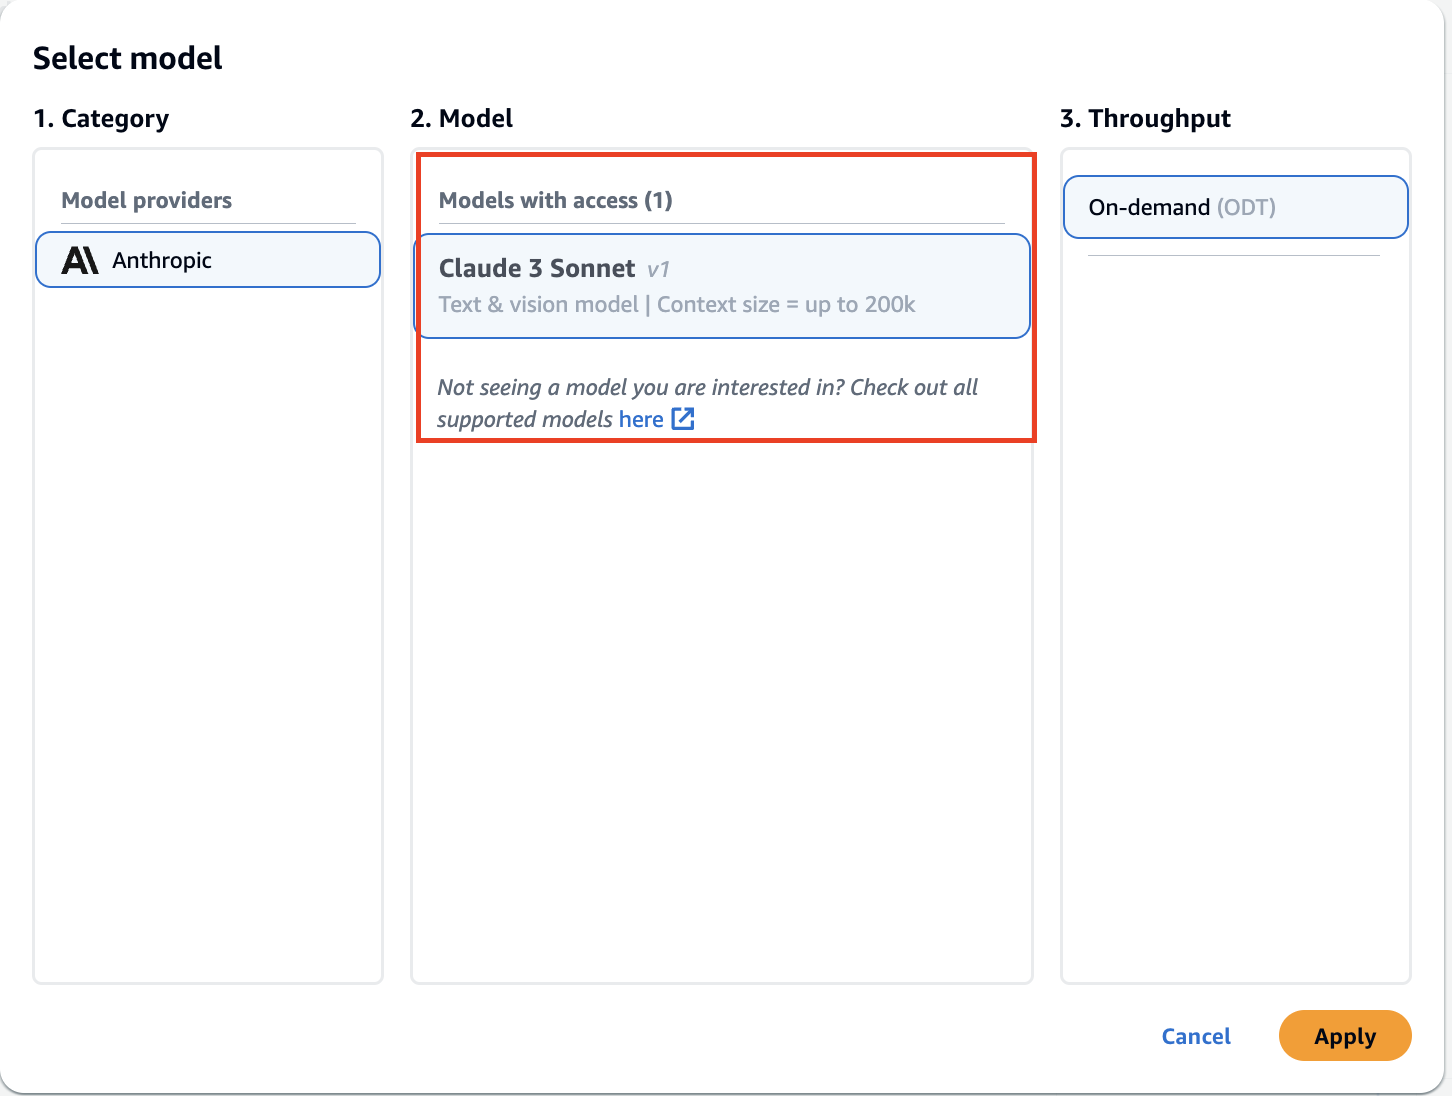 Select model
1. Category
Model providers
Anthropic
2. Model
Models with access (1)
Claude 3 Sonnet v1
Text & vision model | Context size = up to 200k
Not seeing a model you are interested in? Check out all
supported models here
3. Throughput
On-demand (ODT)
Cancel
Apply